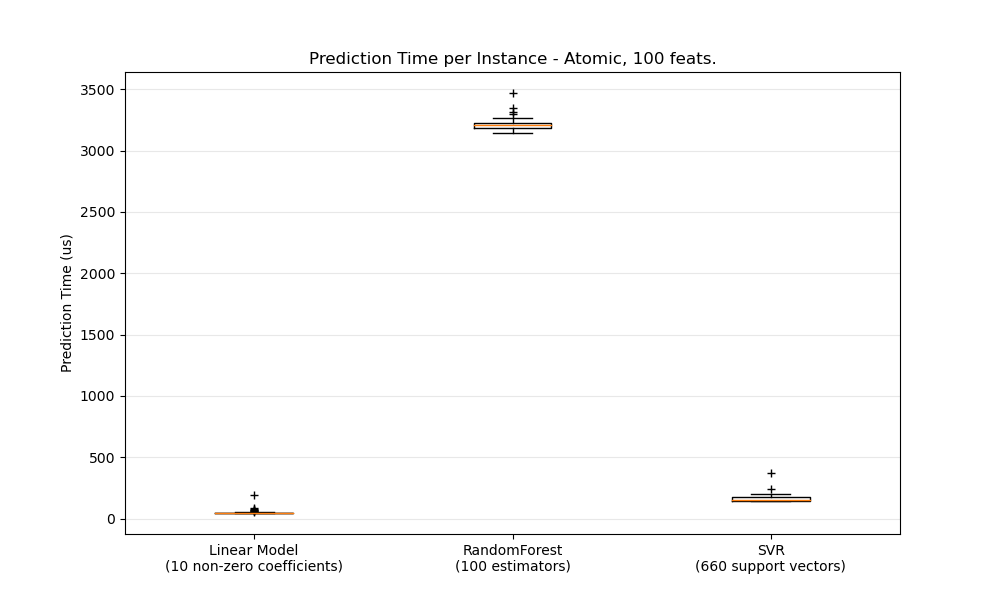 Prediction Time per Instance - Atomic, 100 feats.
Prediction Time (us)
3500
3000
2500
2000
1500
1000
500
0
Linear Model
(10 non-zero coefficients)
RandomForest
(100 estimators)
SVR
(660 support vectors)